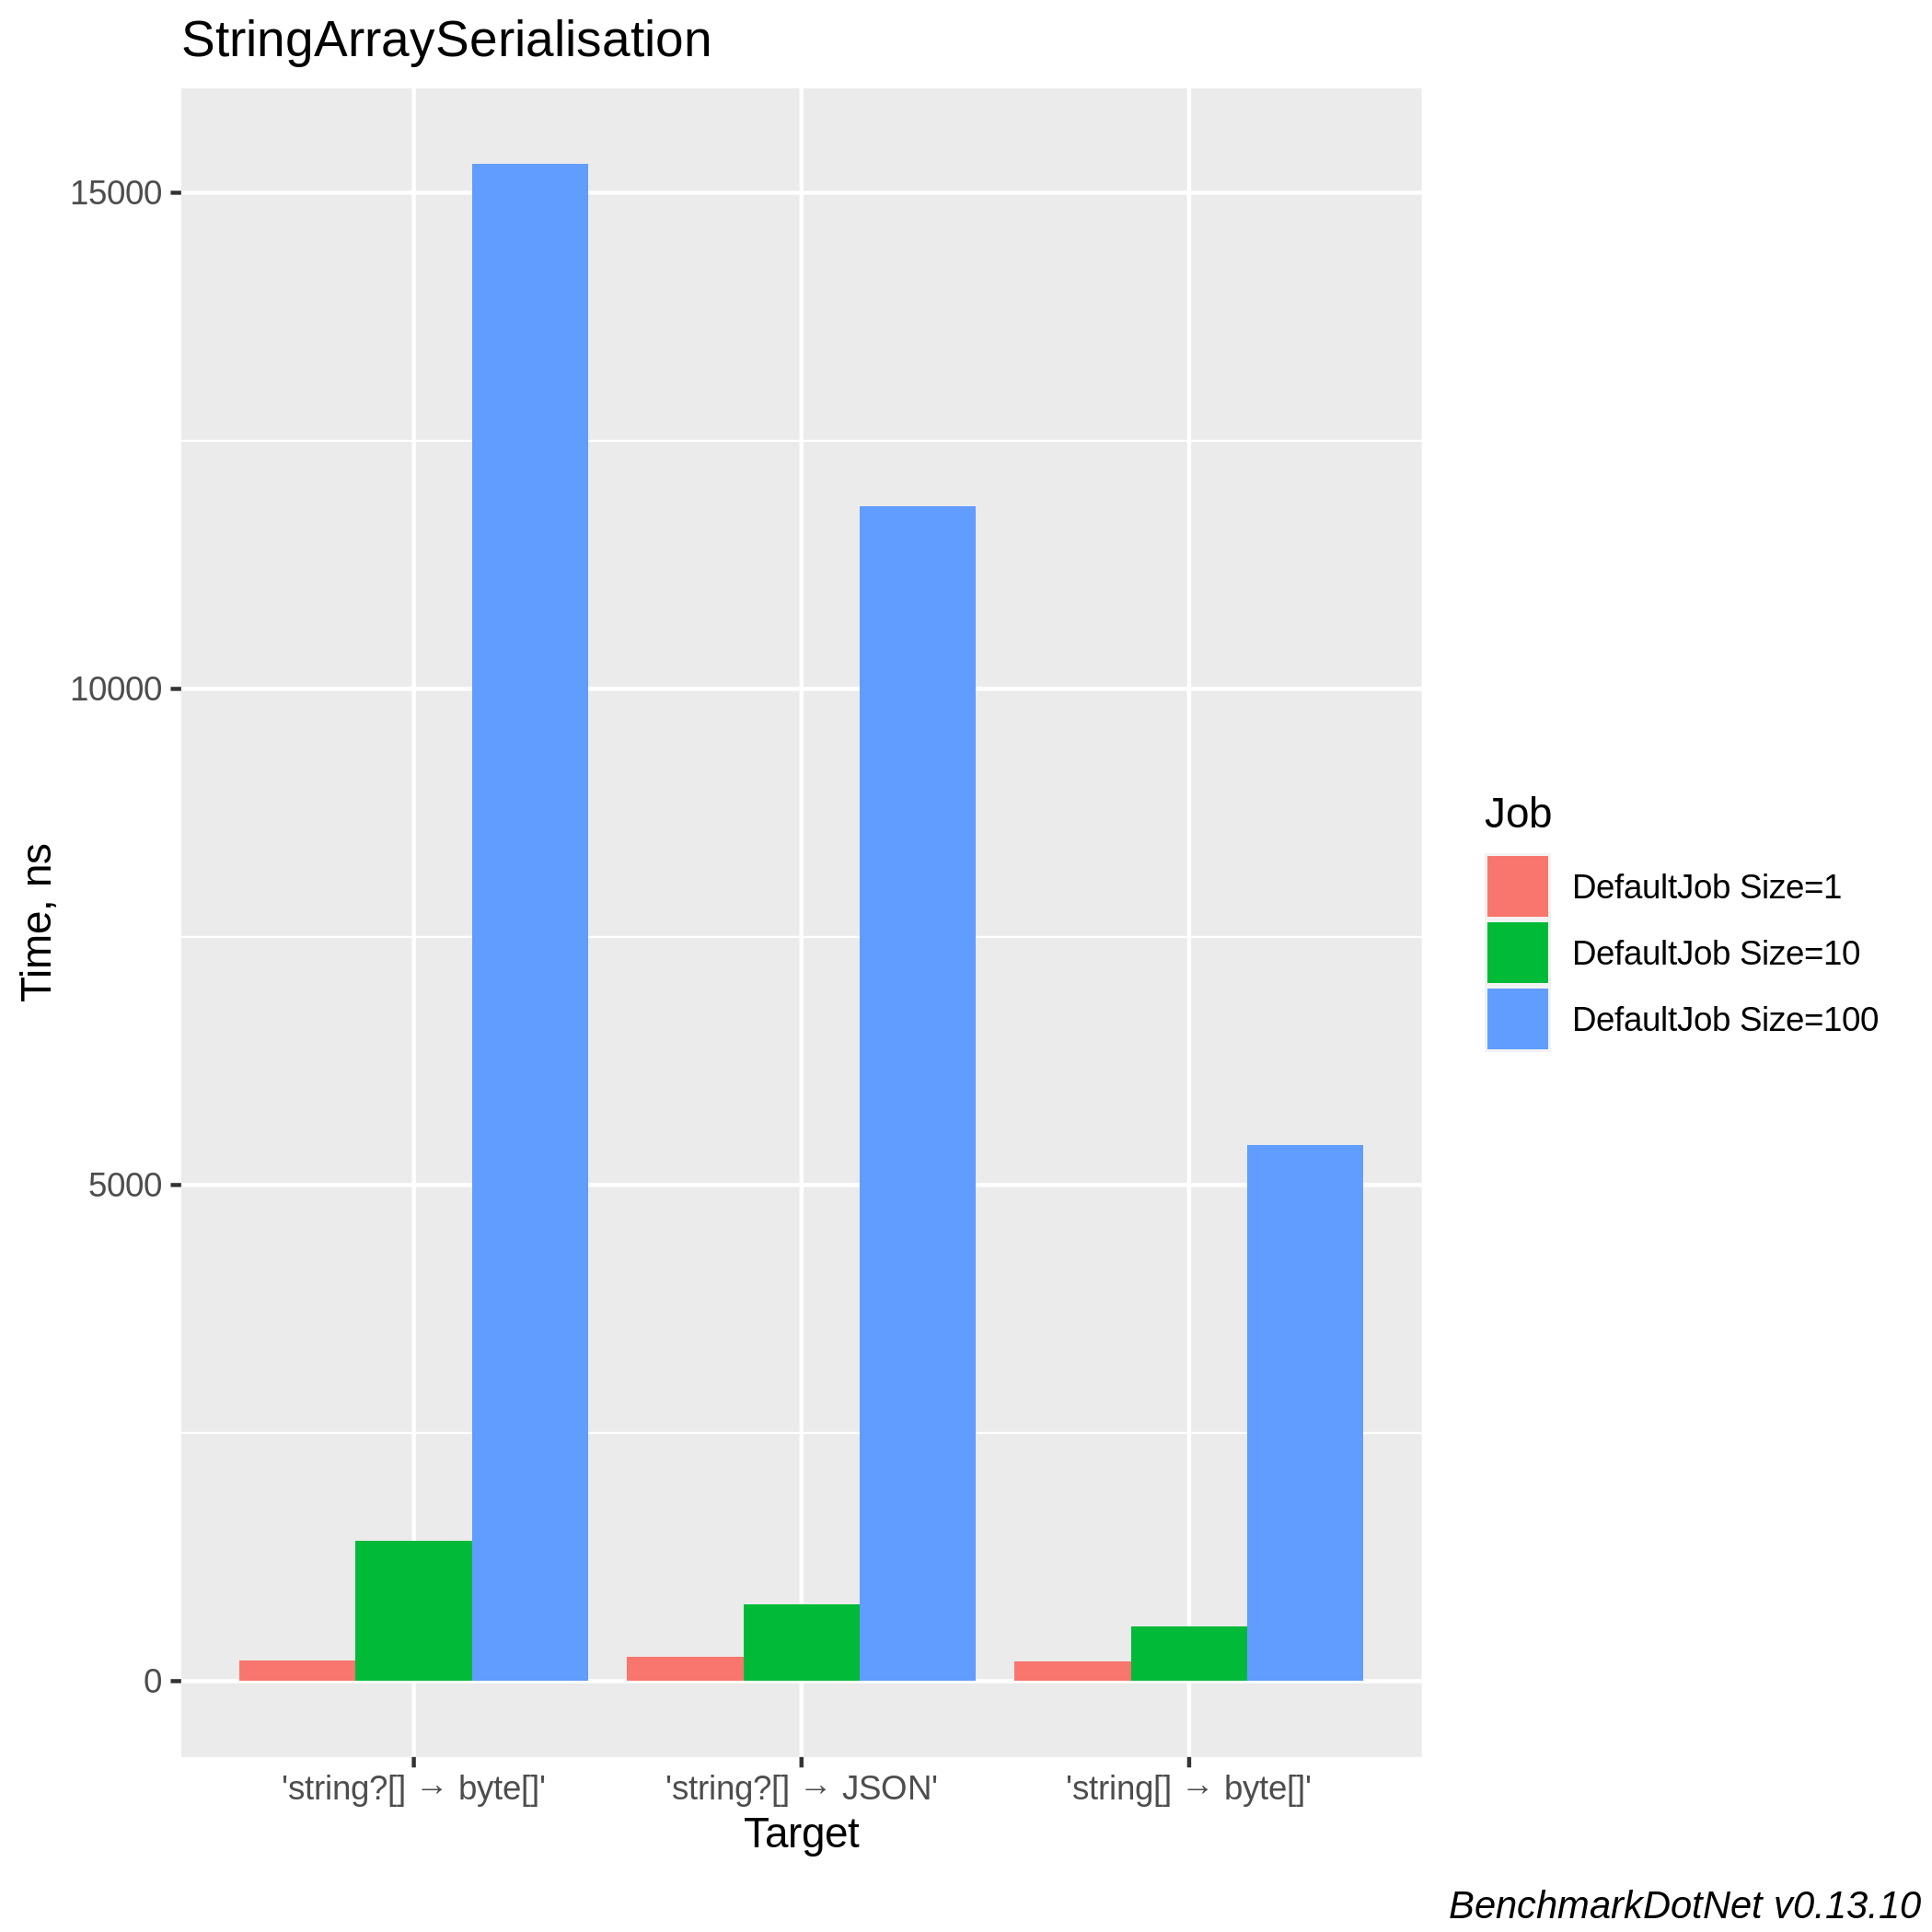 StringArraySerialisation
15000
10000
5000
0
Time, ns
'string?[] → byte[]'
'string?[] → JSON'
'string[] → byte[]'
Target
Job
DefaultJob Size=1
DefaultJob Size=10
DefaultJob Size=100
BenchmarkDotNet v0.13.10